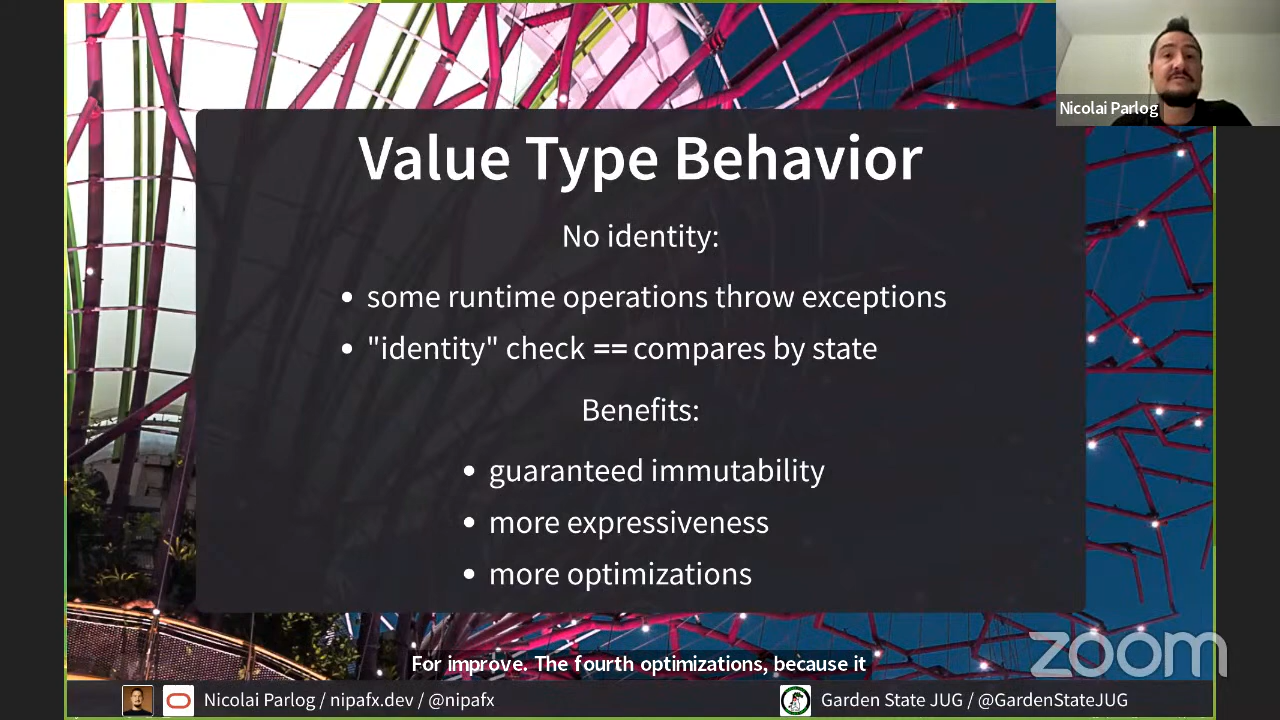 Nicolai Parlog
Value Type Behavior
No identity:
• some runtime operations throw exceptions
• "identity" check == compares by state
Benefits:
• guaranteed immutability
• more expressiveness
• more optimizations
For improve. The fourth optimizations, because it
zoom
Nicolai Parlog / nipafx.dev / @nipafx
Garden State JUG / @GardenStateJUG